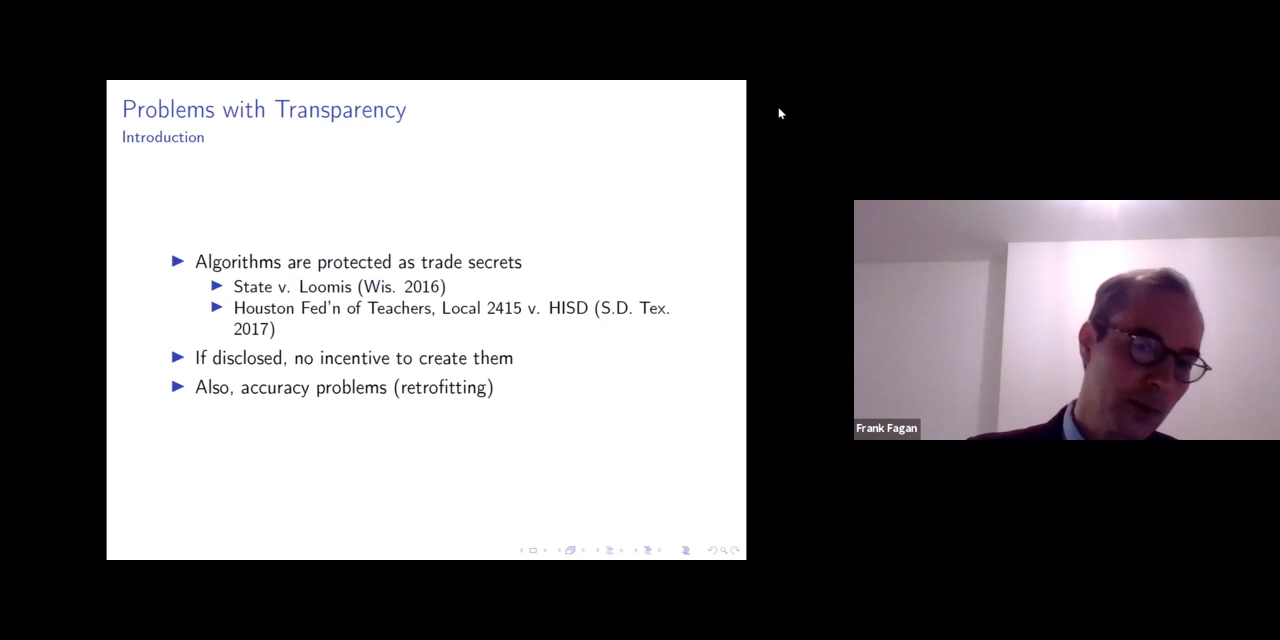 Problems with Transparency
Introduction
Algorithms are protected as trade secrets
State v. Loomis (Wis. 2016)
Houston Fed'n of Teachers, Local 2415 v. HISD (S.D. Tex.
2017)
If disclosed, no incentive to create them
Also, accuracy problems (retrofitting)
Frank Fagan